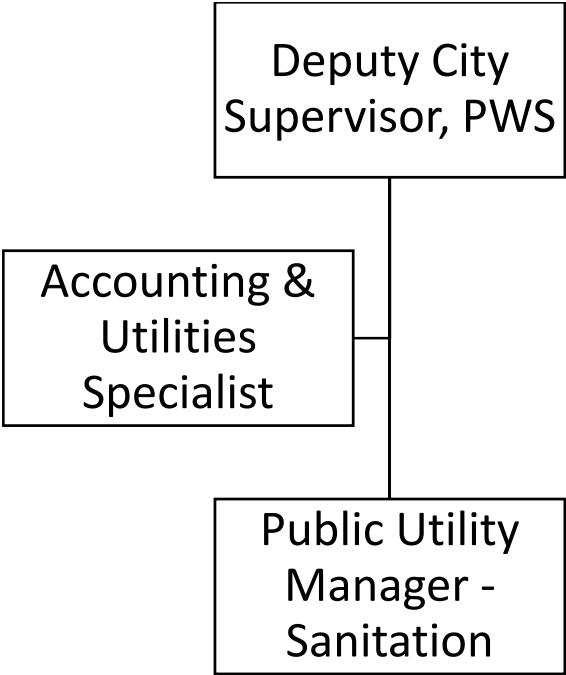 Deputy City
Supervisor, PWS
Accounting &
Utilities
Specialist
Public Utility
Manager -
Sanitation